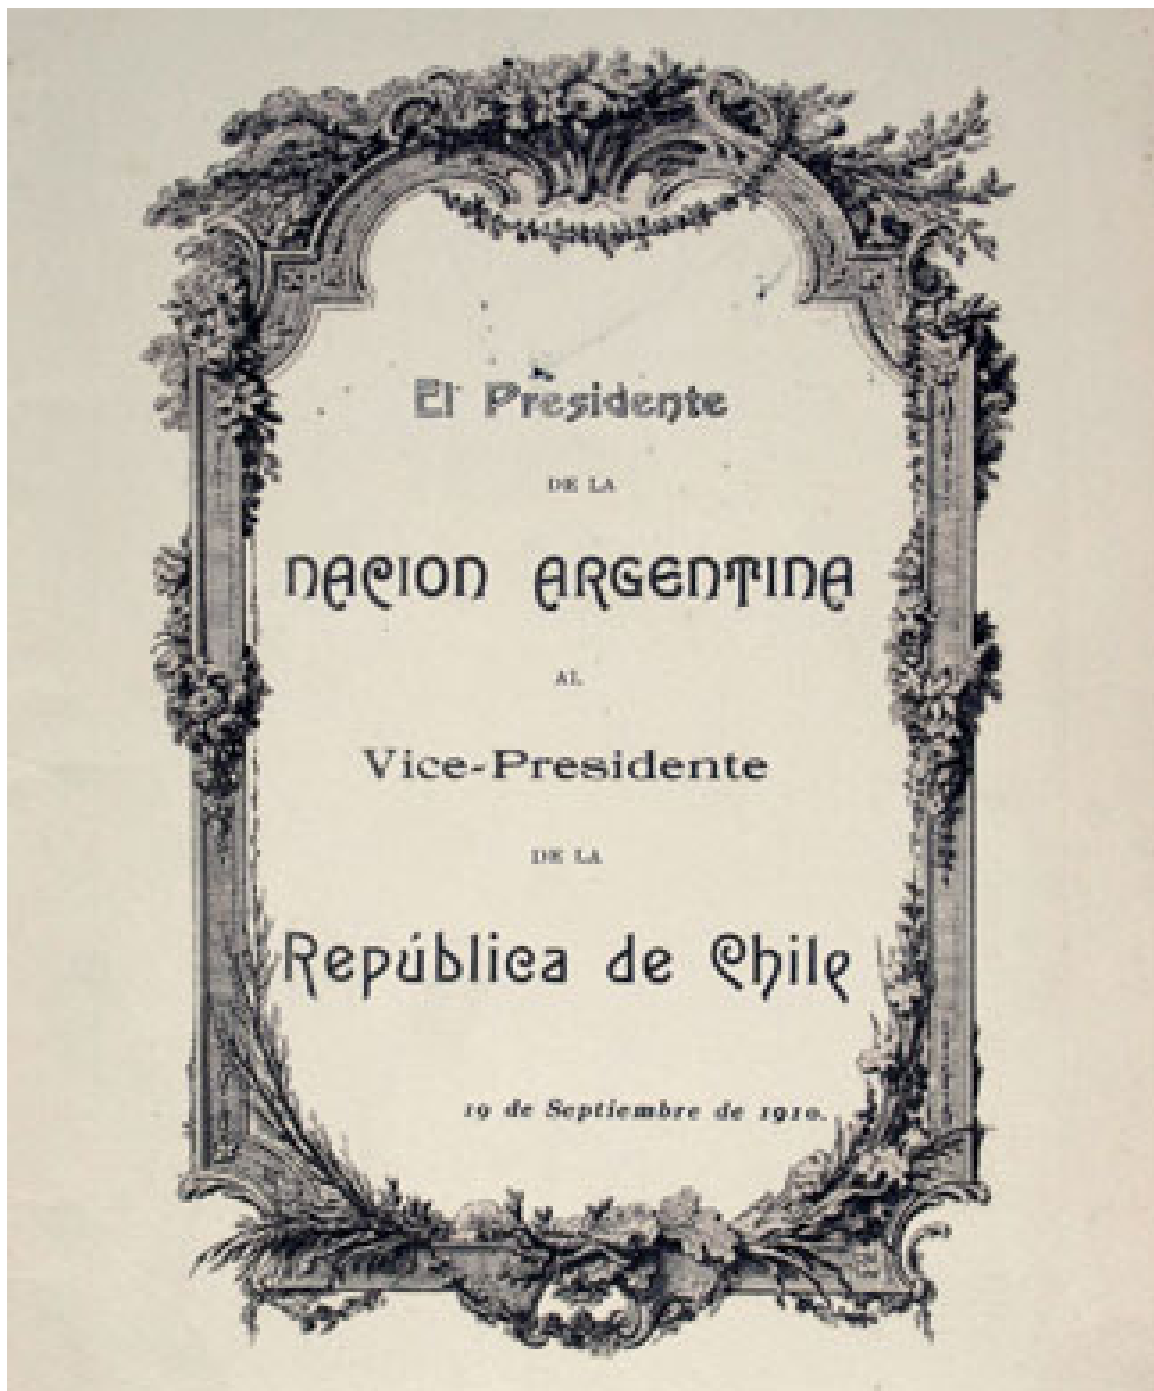 El Presidente
DE LA
NACION ARGENTINA
AL
Vice-Presidente
DE LA
República de Chile
19 de Septiembre de 1910.